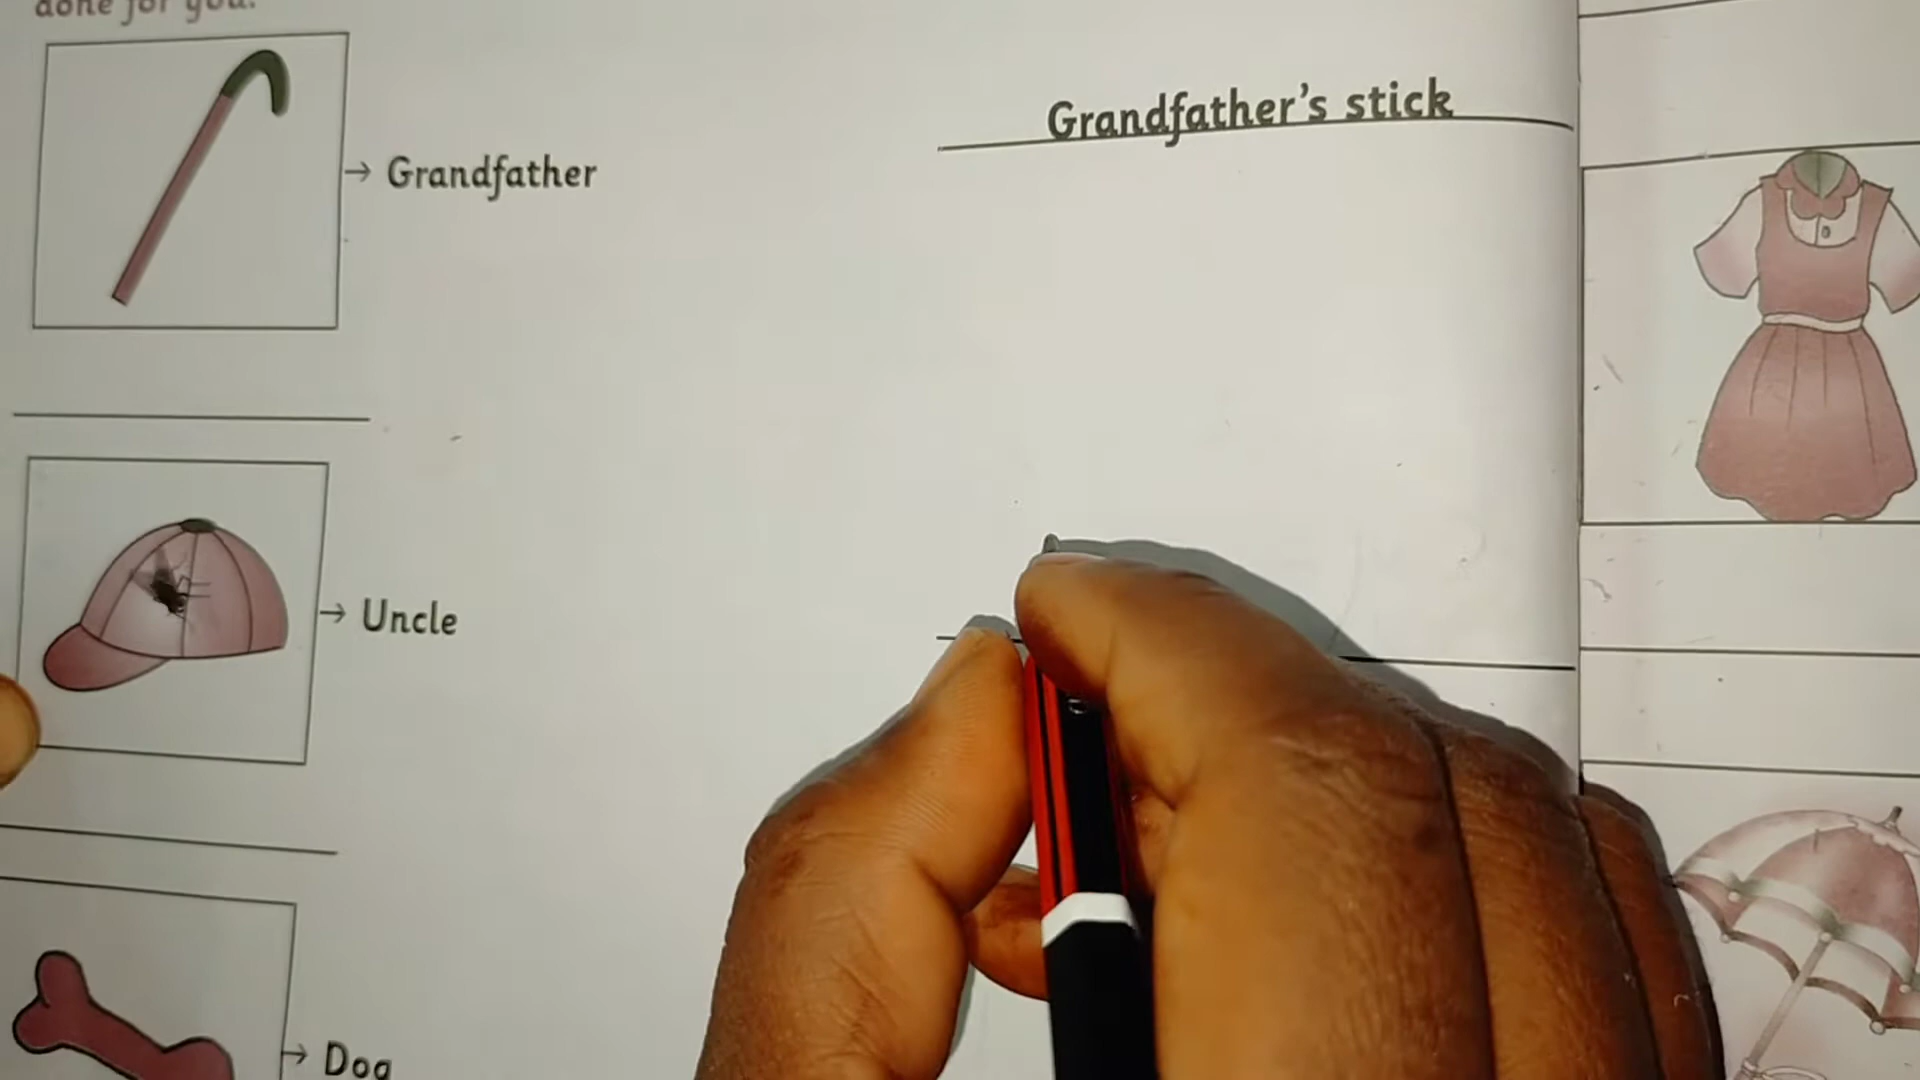 done for you.
Grandfather's stick
→ Grandfather
→ Uncle
→ Dog